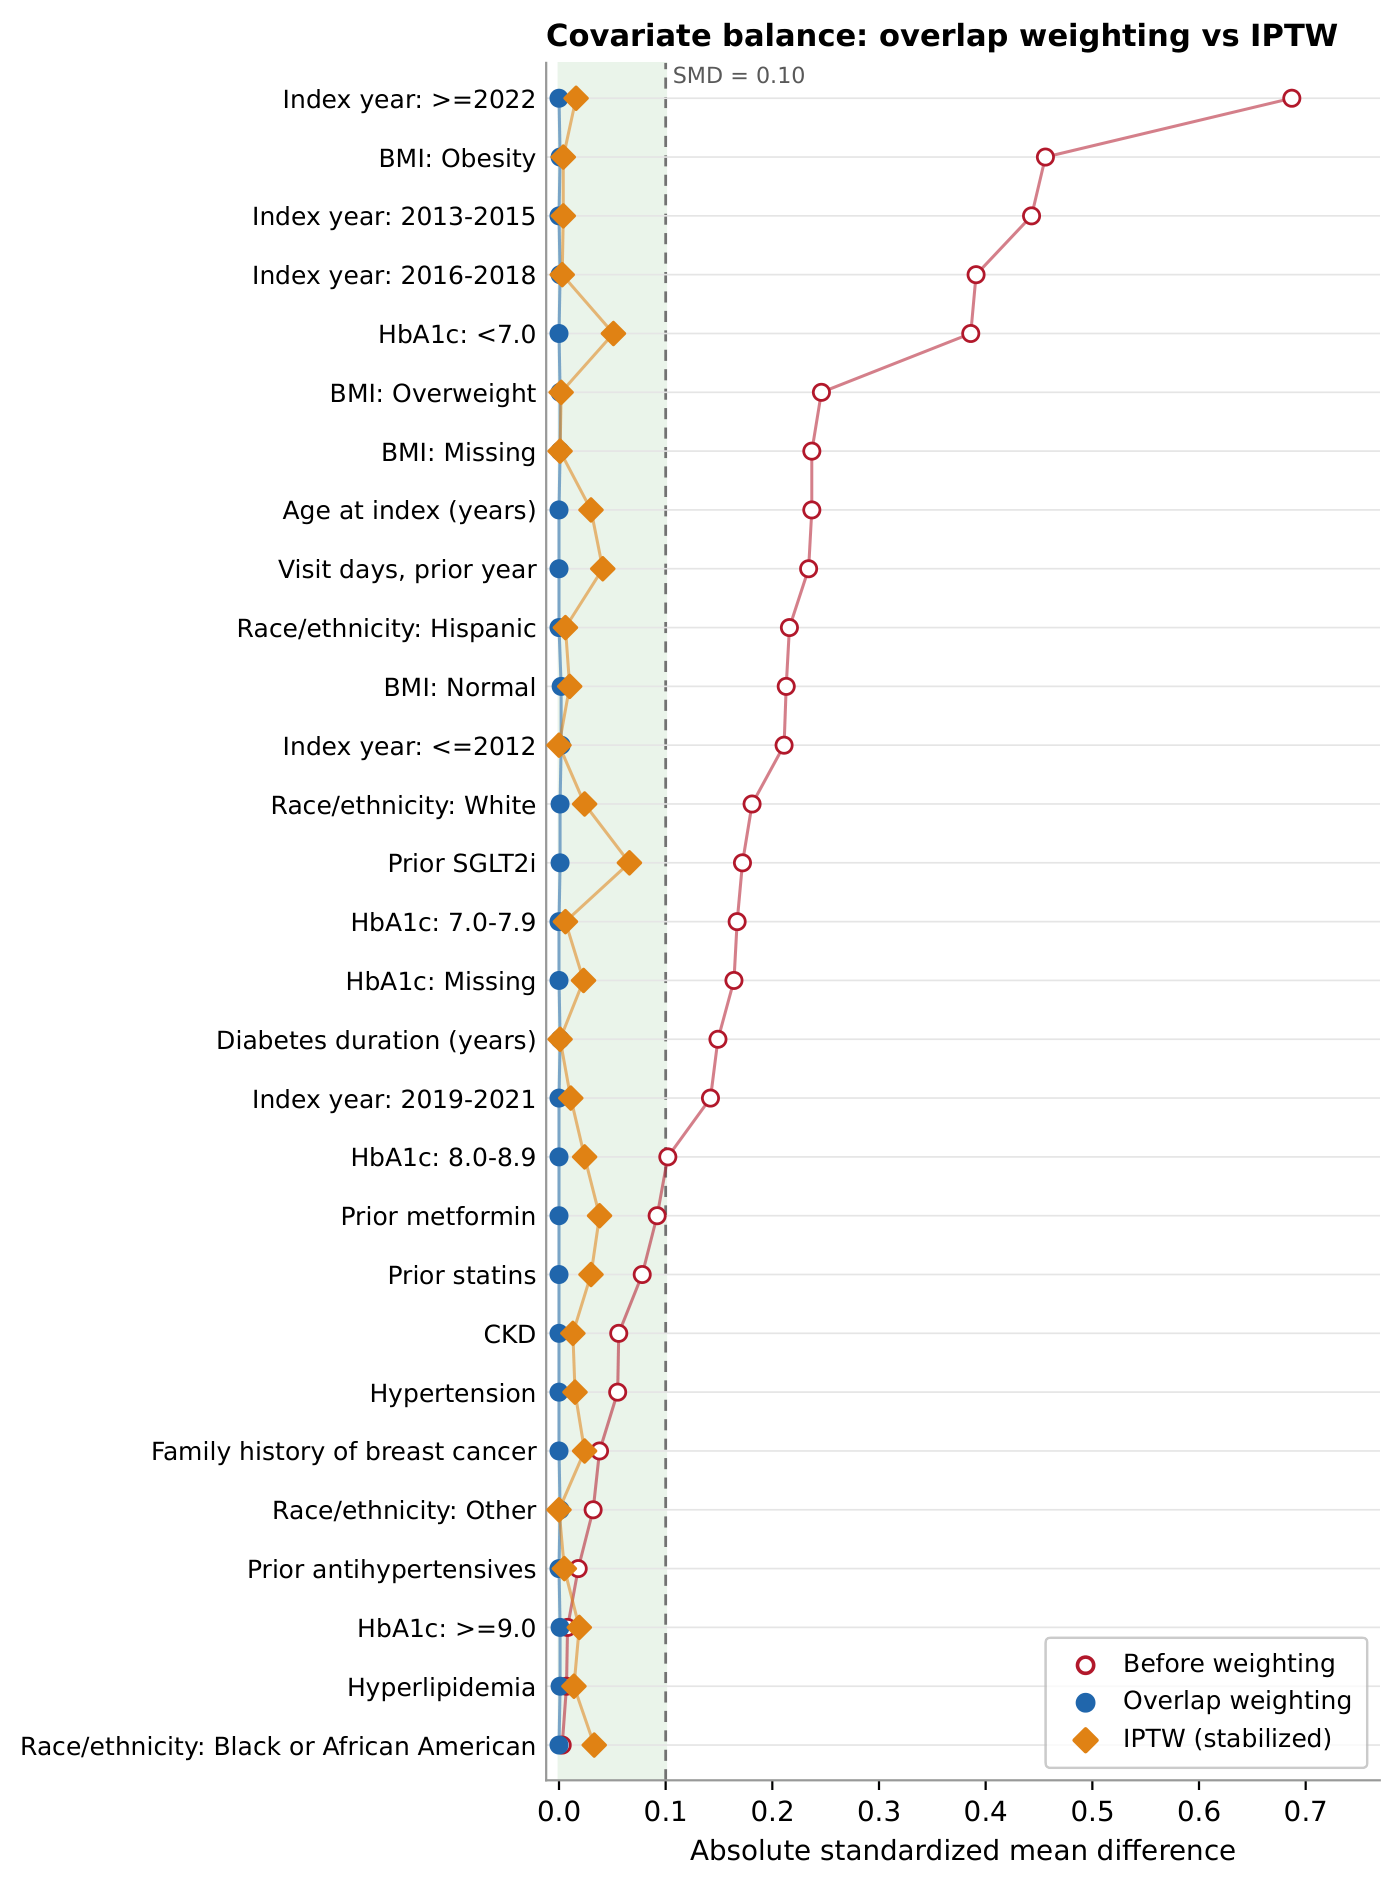 Covariate balance: overlap weighting vs IPTW
SMD = 0.10
Index year: >=2022
BMI: Obesity
Index year: 2013-2015
Index year: 2016-2018
HbA1c: <7.0
BMI: Overweight
BMI: Missing
Age at index (years)
Visit days, prior year
Race/ethnicity: Hispanic
BMI: Normal
Index year: <=2012
Race/ethnicity: White
Prior SGLT2i
HbA1c: 7.0-7.9
HbA1c: Missing
Diabetes duration (years)
Index year: 2019-2021
HbA1c: 8.0-8.9
Prior metformin
Prior statins
CKD
Hypertension
Family history of breast cancer
Race/ethnicity: Other
Prior antihypertensives
HbA1c: >=9.0
Hyperlipidemia
Race/ethnicity: Black or African American
Before weighting
Overlap weighting
IPTW (stabilized)
0.0 0.1 0.2 0.3 0.4 0.5 0.6 0.7
Absolute standardized mean difference